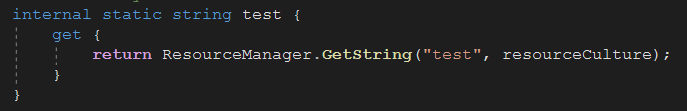 internal static string test {
get {
return ResourceManager.GetString("test", resourceCulture);
}
}